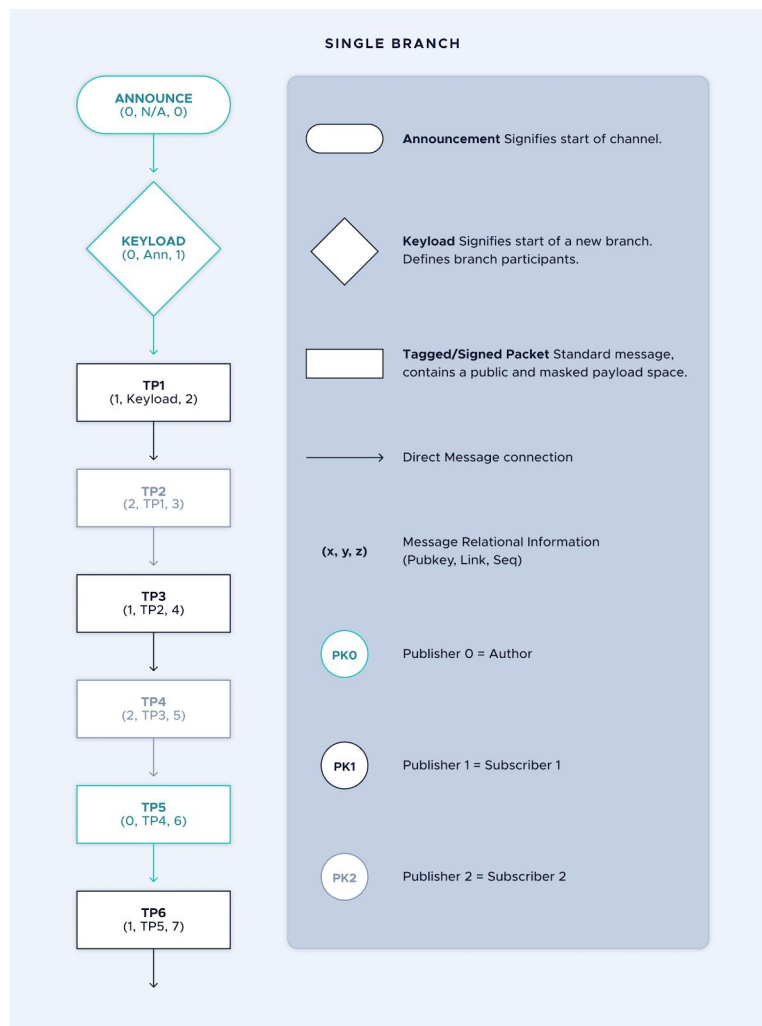 SINGLE BRANCH
ANNOUNCE
(0, N/A, 0)
KEYLOAD
(0, Ann, 1)
TP1
(1, Keyload, 2)
TP2
(2, TP1, 3)
TP3
(1, TP2, 4)
TP4
(2, TP3, 5)
TP5
(0, TP4, 6)
TP6
(1, TP5, 7)
Announcement Signifies start of channel.
Keyload Signifies start of a new branch.
Defines branch participants.
Tagged/Signed Packet Standard message,
contains a public and masked payload space.
Direct Message connection
(x, y, z)
Message Relational Information
(Pubkey, Link, Seq)
PK0
Publisher 0 = Author
PK1
Publisher 1 = Subscriber 1
PK2
Publisher 2 = Subscriber 2